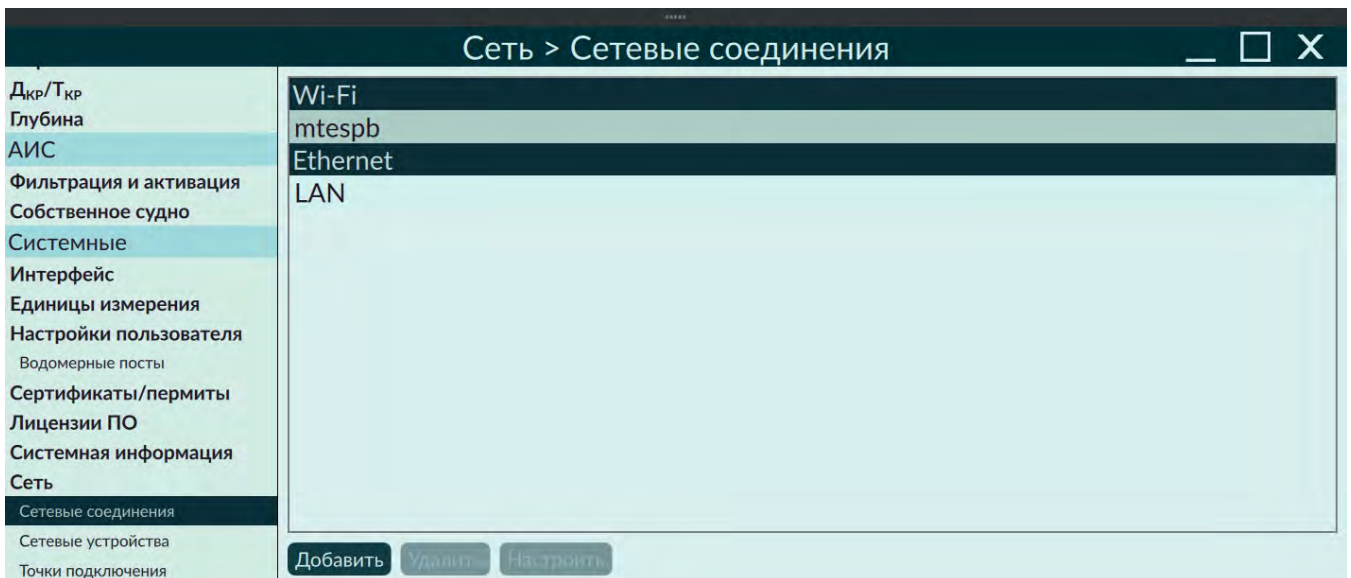 Сеть > Сетевые соединения
Дкр/Ткр
Глубина
АИС
Фильтрация и активация
Собственное судно
Системные
Интерфейс
Единицы измерения
Настройки пользователя
Водомерные посты
Сертификаты/пермиты
Лицензии ПО
Системная информация
Сеть
Сетевые соединения
Сетевые устройства
Точки подключения
Wi-Fi
mtespb
Ethernet
LAN
Добавить Удалить Настроить